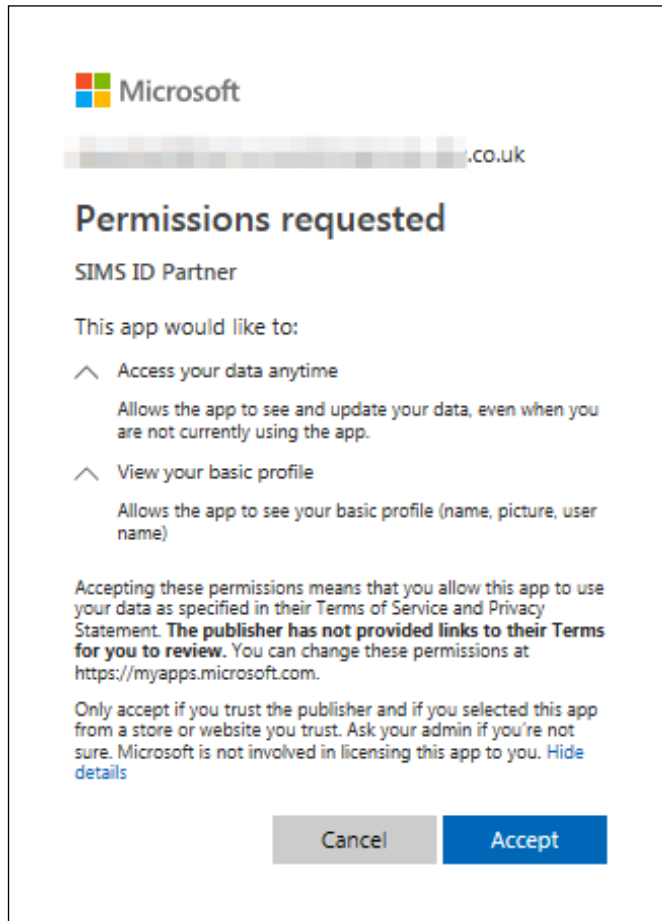 Microsoft
.co.uk
Permissions requested
SIMS ID Partner
This app would like to:
Access your data anytime
Allows the app to see and update your data, even when you
are not currently using the app.
View your basic profile
Allows the app to see your basic profile (name, picture, user
name)
Accepting these permissions means that you allow this app to use
your data as specified in their Terms of Service and Privacy
Statement. The publisher has not provided links to their Terms
for you to review. You can change these permissions at
https://myapps.microsoft.com.
Only accept if you trust the publisher and if you selected this app
from a store or website you trust. Ask your admin if you're not
sure. Microsoft is not involved in licensing this app to you. Hide
details
Cancel
Accept